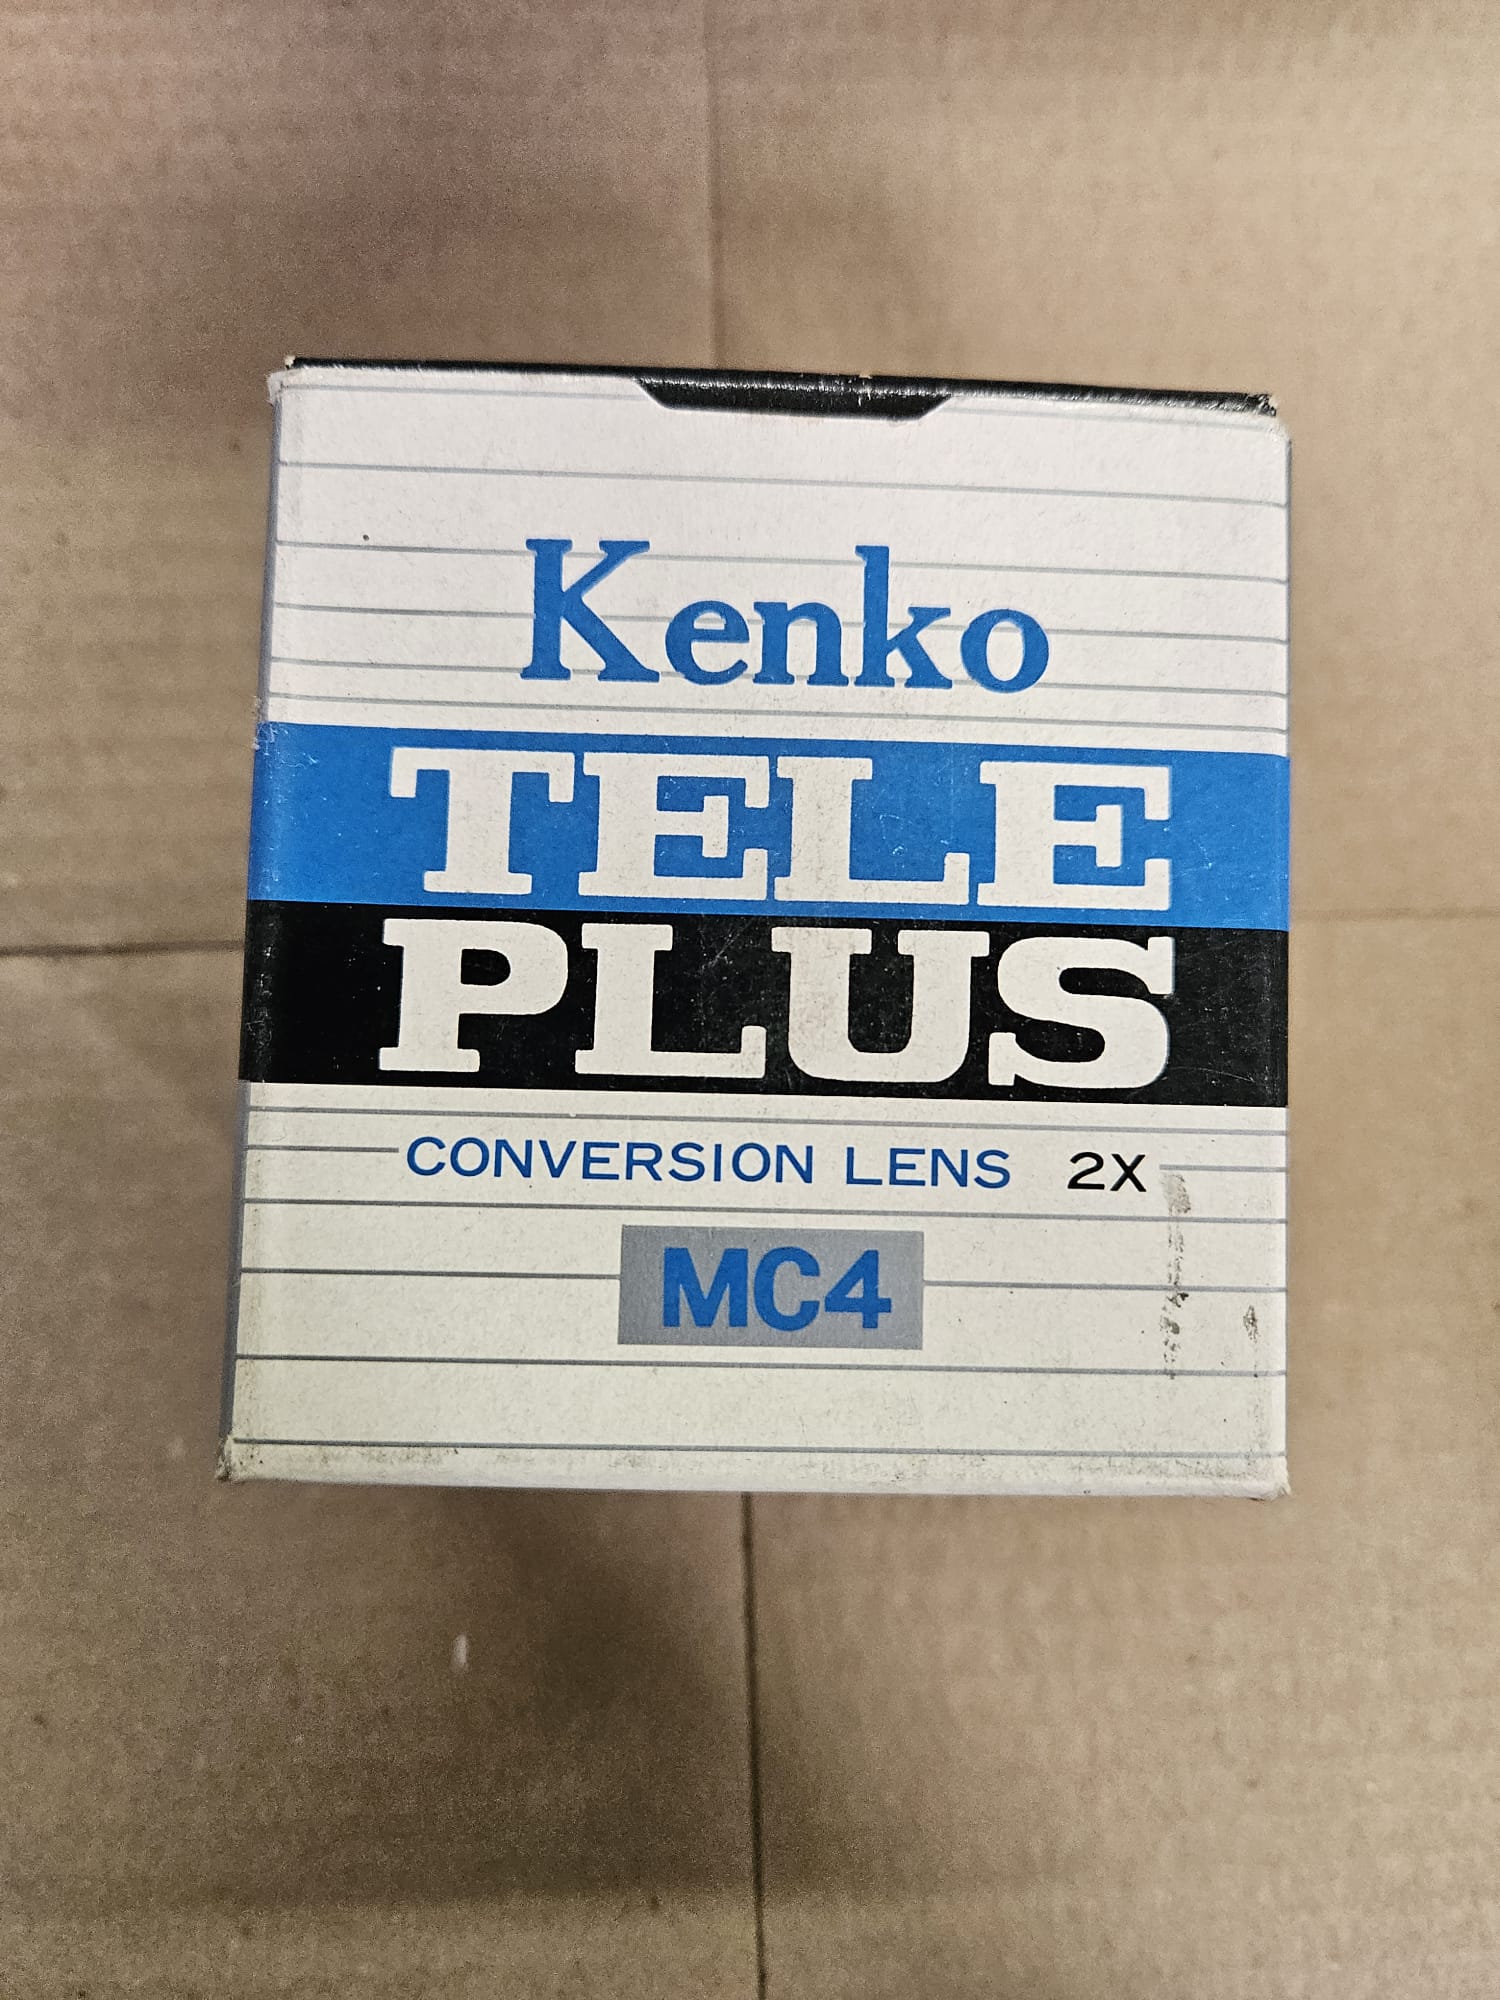 Kenko
TELE
PLUS
CONVERSION LENS 2X
MC4